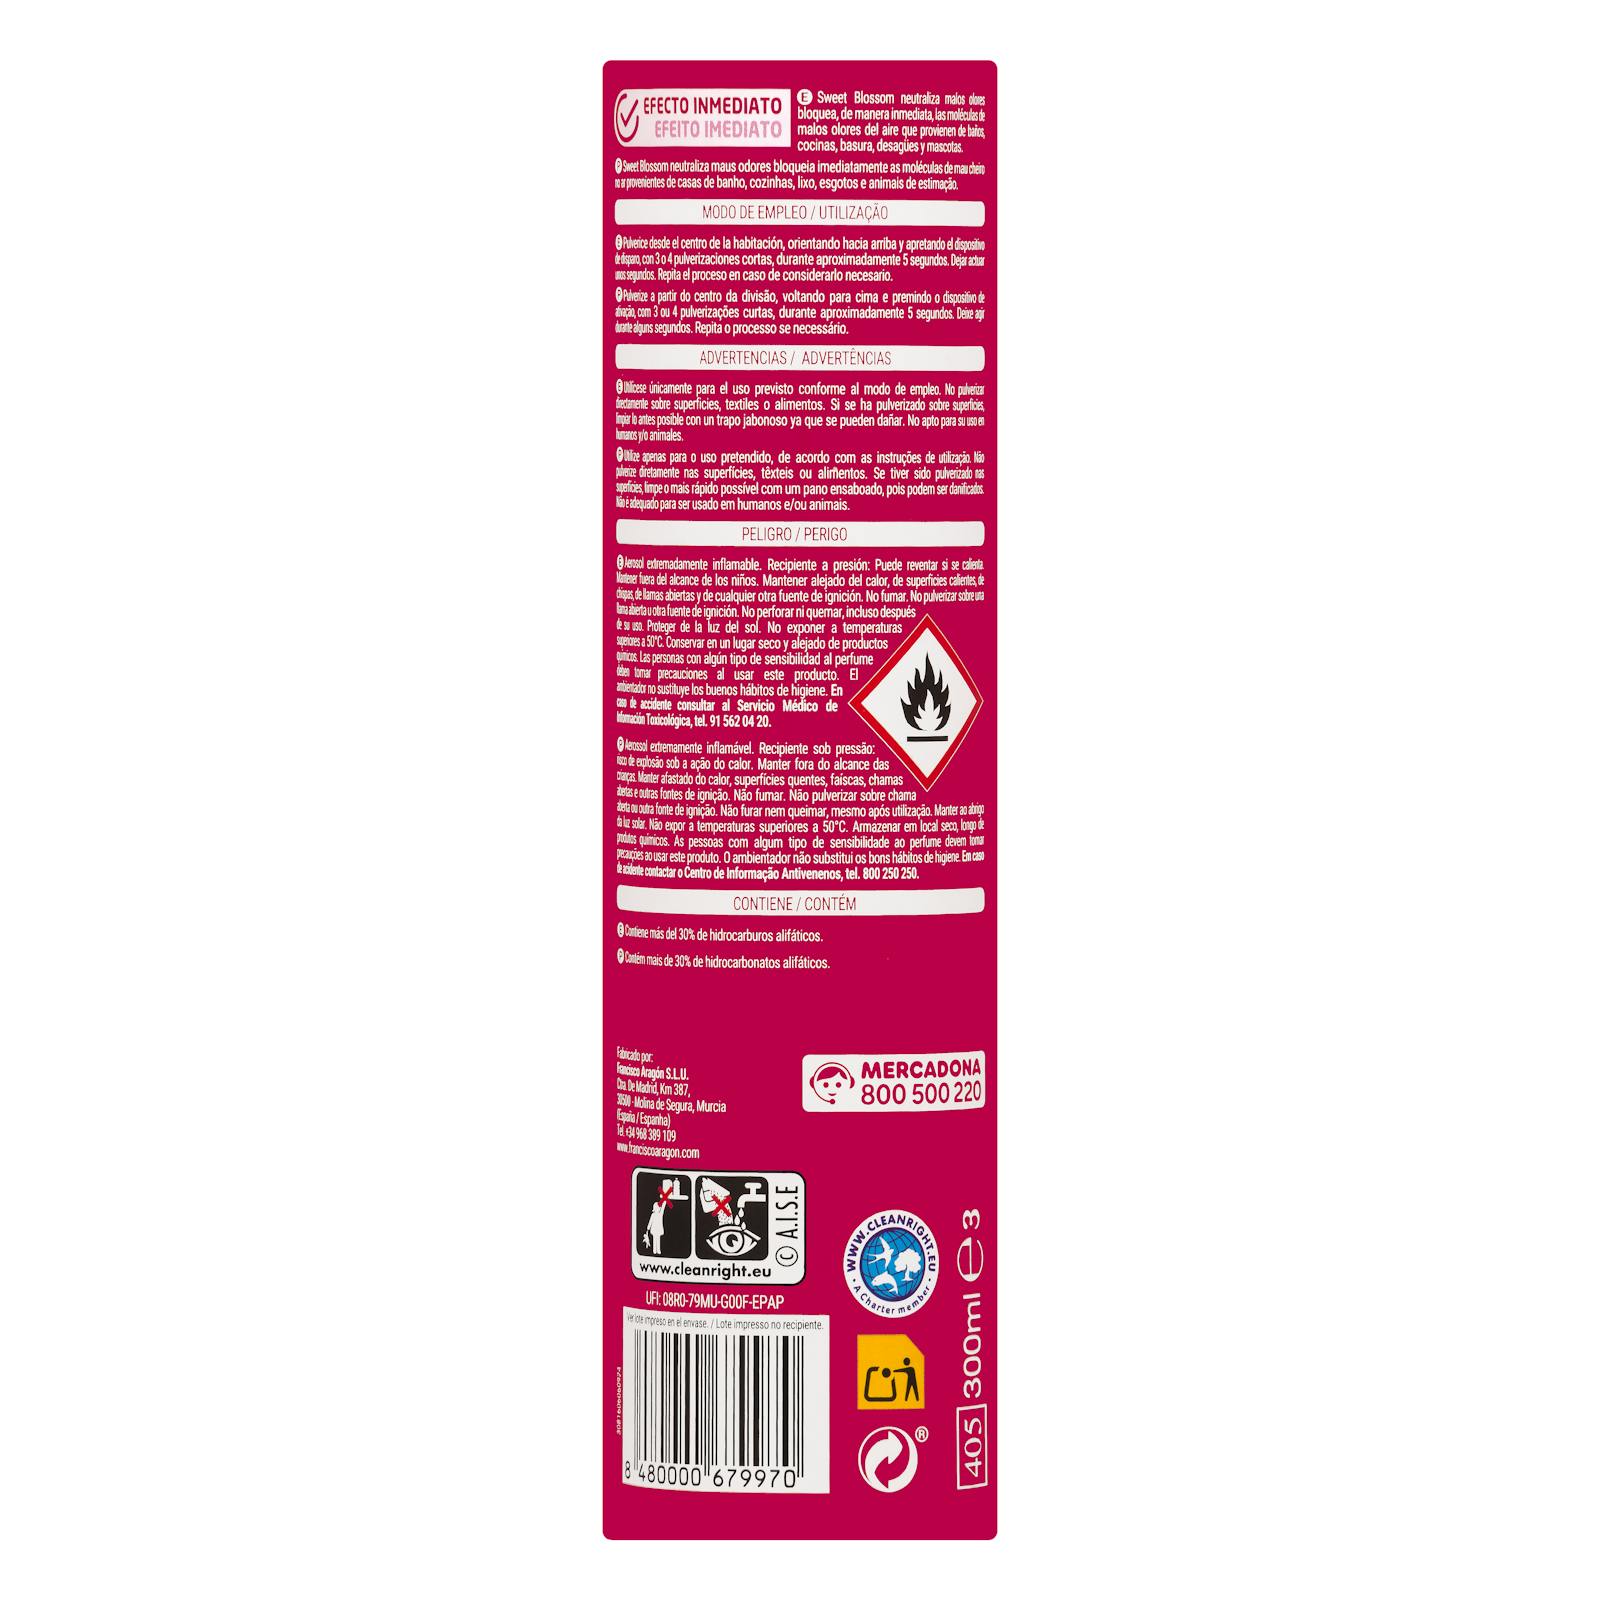 EFECTO INMEDIATO
EFEITO IMEDIATO
E Sweet Blossom neutraliza malos olores
bloquea, de manera inmediata, las moléculas de
malos olores del aire que provienen de baños,
cocinas, basura, desagües y mascotas.
P Sweet Blossom neutraliza maus odores bloqueia imediatamente as moléculas de mau cheiro
no ar provenientes de casas de banho, cozinhas, lixo, esgotos e animais de estimação.
MODO DE EMPLEO / UTILIZAÇÃO
E Pulverice desde el centro de la habitación, orientando hacia arriba y apretando el dispositivo
de disparo, con 3 o 4 pulverizaciones cortas, durante aproximadamente 5 segundos. Dejar actuar
unos segundos. Repita el proceso en caso de considerarlo necesario.
P Pulverize a partir do centro da divisão, voltando para cima e premindo o dispositivo de
ativação, com 3 ou 4 pulverizações curtas, durante aproximadamente 5 segundos. Deixe agir
durante alguns segundos. Repita o processo se necessário.
ADVERTENCIAS / ADVERTÊNCIAS
E Utilícese únicamente para el uso previsto conforme al modo de empleo. No pulverizar
directamente sobre superficies, textiles o alimentos. Si se ha pulverizado sobre superficies,
limpiar lo antes posible con un trapo jabonoso ya que se pueden dañar. No apto para su uso en
humanos y/o animales.
P Utilize apenas para o uso pretendido, de acordo com as instruções de utilização. Não
pulverize diretamente nas superfícies, têxteis ou alimentos. Se tiver sido pulverizado nas
superfícies, limpe o mais rápido possível com um pano ensaboado, pois podem ser danificados.
Não é adequado para ser usado em humanos e/ou animais.
PELIGRO / PERIGO
E Aerosol extremadamente inflamable. Recipiente a presión: Puede reventar si se calienta.
Mantener fuera del alcance de los niños. Mantener alejado del calor, de superficies calientes, de
chispas, de llamas abiertas y de cualquier otra fuente de ignición. No fumar. No pulverizar sobre una
llama abierta u otra fuente de ignición. No perforar ni quemar, incluso después
de su uso. Proteger de la luz del sol. No exponer a temperaturas
superiores a 50°C. Conservar en un lugar seco y alejado de productos
químicos. Las personas con algún tipo de sensibilidad al perfume
deben tomar precauciones al usar este producto. El
ambientador no sustituye los buenos hábitos de higiene. En
caso de accidente consultar al Servicio Médico de
Información Toxicológica, tel. 91 562 04 20.
P Aerossol extremamente inflamável. Recipiente sob pressão:
risco de explosão sob a ação do calor. Manter fora do alcance das
crianças. Manter afastado do calor, superfícies quentes, faíscas, chamas
abertas e outras fontes de ignição. Não fumar. Não pulverizar sobre chama
aberta ou outra fonte de ignição. Não furar nem queimar, mesmo após utilização. Manter ao abrigo
da luz solar. Não expor a temperaturas superiores a 50°C. Armazenar em local seco, longo de
produtos químicos. As pessoas com algum tipo de sensibilidade ao perfume devem tomar
precauções ao usar este produto. O ambientador não substitui os bons hábitos de higiene. Em caso
de acidente contactar o Centro de Informação Antivenenos, tel. 800 250 250.
CONTIENE / CONTÉM
E Contiene más del 30% de hidrocarburos alifáticos.
P Contém mais de 30% de hidrocarbonatos alifáticos.
Fabricado por:
Francisco Aragón S.L.U.
Ctra. De Madrid, Km 387,
30500 -Molina de Segura, Murcia
(España / Espanha)
Tel. +34 968 389 109
www.franciscoaragon.com
MERCADONA
800 500 220
© A.I.S.E
www.cleanright.eu
WWW.CLEANRIGHT.EU
• A Charter member •
UFI: 08R0-79MU-G00F-EPAP
Ver lote impreso en el envase. / Lote impresso no recipiente.
8 480000 679970
®
405 300ml e 3